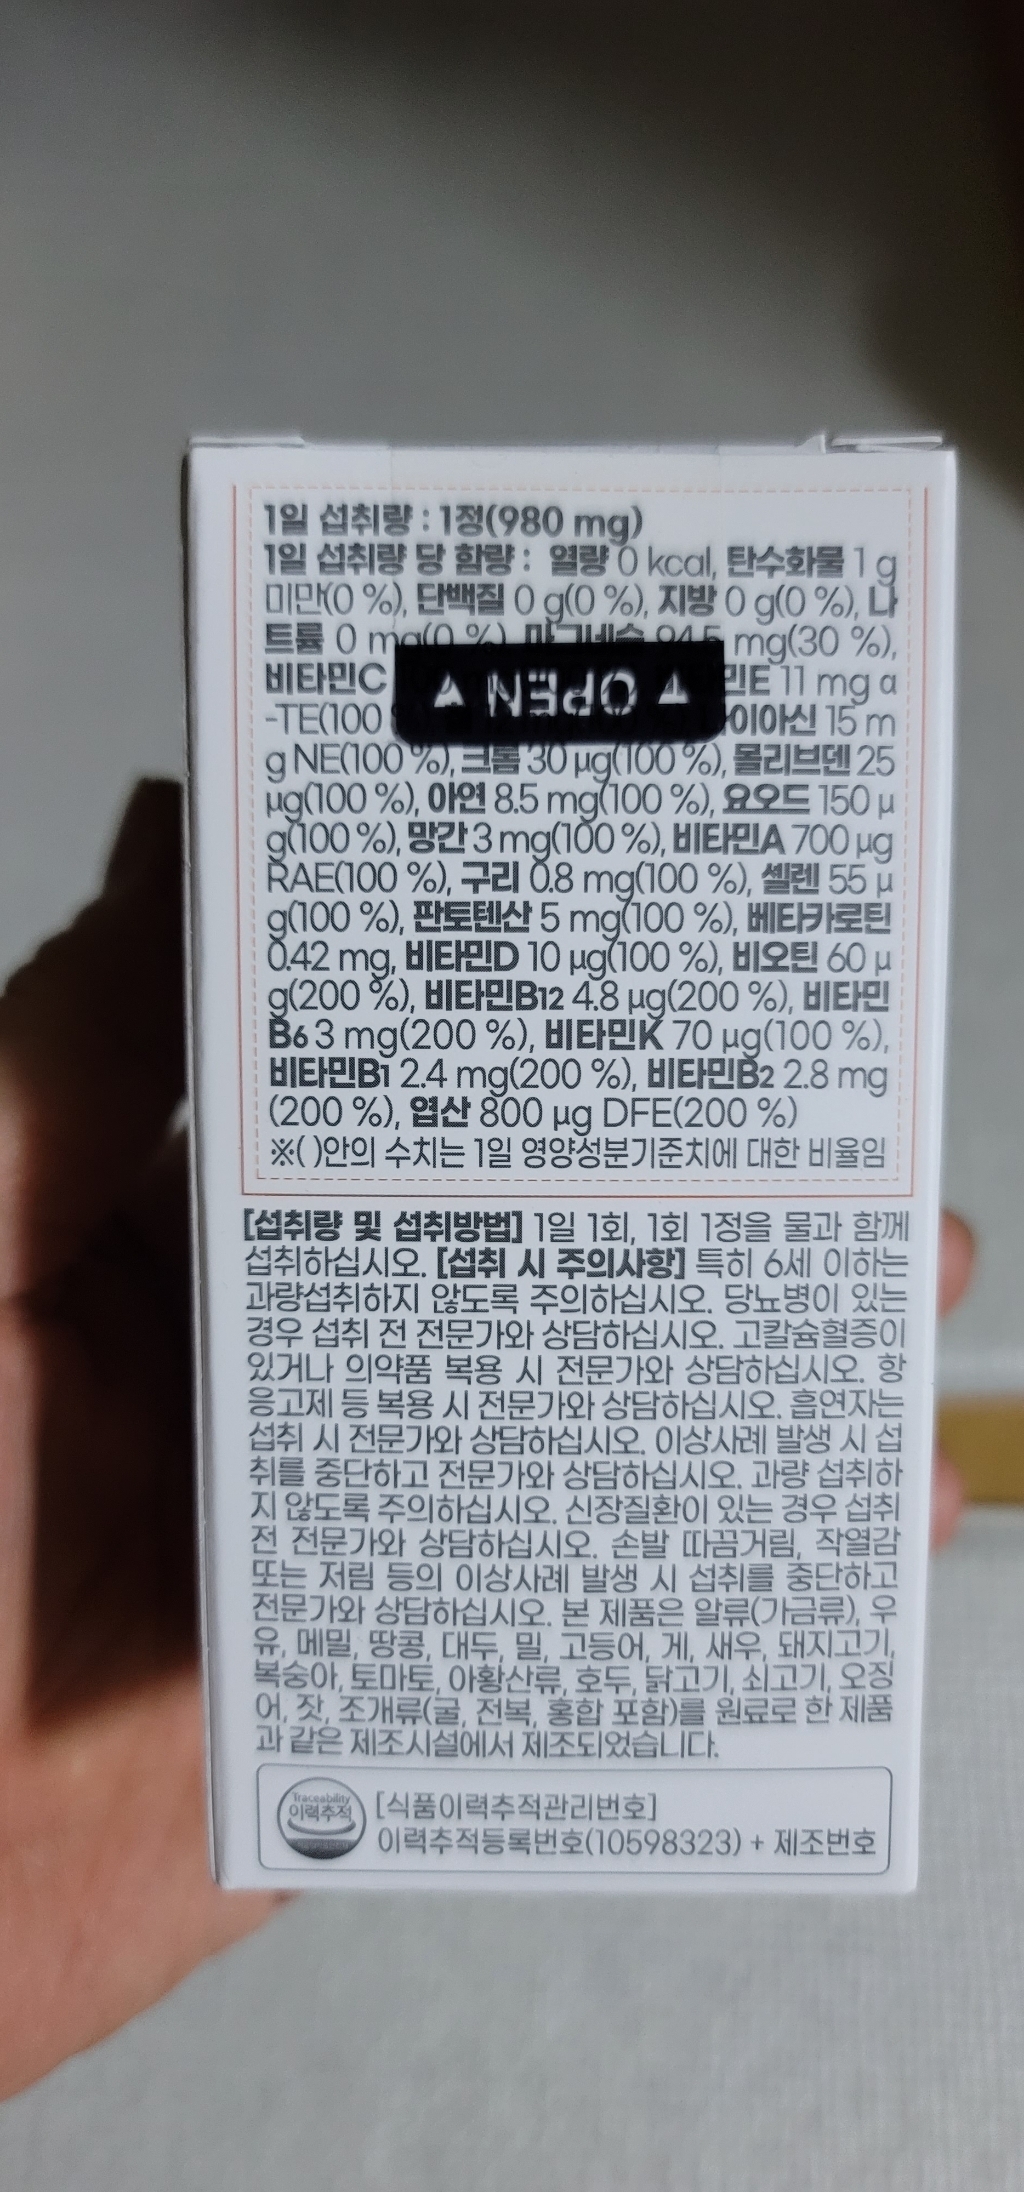 1일 섭취량 : 1정(980 mg)
1일 섭취량 당 함량 : 열량 0 kcal, 탄수화물 1 g
미만(0 %), 단백질 0 g(0 %), 지방 0 g(0 %), 나
트륨 0 mg(0 %), 마그네슘 94.5 mg(30 %),
비타민C 민E 11 mg α
-TE(100 이아신 15 m
OPEN
g NE(100 %), 크롬 30 µg(100 %), 몰리브덴 25
µg(100 %), 아연 8.5 mg(100 %), 요오드 150 µ
g(100 %), 망간 3 mg(100 %), 비타민A 700 µg
RAE(100 %), 구리 0.8 mg(100 %), 셀렌 55 µ
g(100 %), 판토텐산 5 mg(100 %), 베타카로틴
0.42 mg, 비타민D 10 µg(100 %), 비오틴 60 µ
g(200 %), 비타민B12 4.8 µg(200 %), 비타민
B6 3 mg(200 %), 비타민K 70 µg(100 %),
비타민B1 2.4 mg(200 %), 비타민B2 2.8 mg
(200 %), 엽산 800 µg DFE(200 %)
※( )안의 수치는 1일 영양성분기준치에 대한 비율임
[섭취량 및 섭취방법] 1일 1회, 1회 1정을 물과 함께
섭취하십시오. [섭취 시 주의사항] 특히 6세 이하는
과량섭취하지 않도록 주의하십시오. 당뇨병이 있는
경우 섭취 전 전문가와 상담하십시오. 고칼슘혈증이
있거나 의약품 복용 시 전문가와 상담하십시오. 항
응고제 등 복용 시 전문가와 상담하십시오. 흡연자는
섭취 시 전문가와 상담하십시오. 이상사례 발생 시 섭
취를 중단하고 전문가와 상담하십시오. 과량 섭취하
지 않도록 주의하십시오. 신장질환이 있는 경우 섭취
전 전문가와 상담하십시오. 손발 따끔거림, 작열감
또는 저림 등의 이상사례 발생 시 섭취를 중단하고
전문가와 상담하십시오. 본 제품은 알류(가금류), 우
유, 메밀, 땅콩, 대두, 밀, 고등어, 게, 새우, 돼지고기,
복숭아, 토마토, 아황산류, 호두, 닭고기, 쇠고기, 오징
어, 잣, 조개류(굴, 전복, 홍합 포함)를 원료로 한 제품
과 같은 제조시설에서 제조되었습니다.
Traceability
이력추적
[식품이력추적관리번호]
이력추적등록번호(10598323) + 제조번호